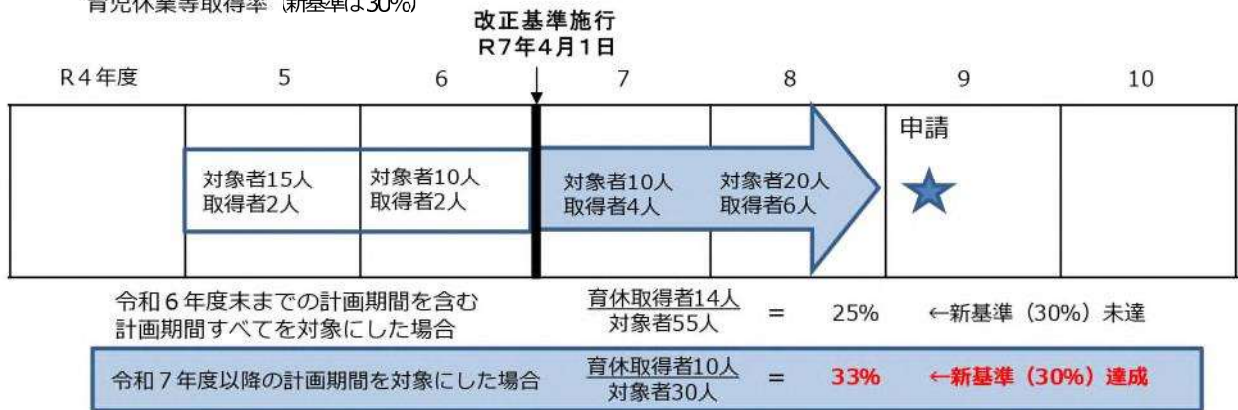 育児休業等取得率（新基準は30%）
改正基準施行
R7年4月1日
R４年度 5 6 7 8 9 10
申請
対象者15人
取得者2人
対象者10人
取得者2人
対象者10人
取得者4人
対象者20人
取得者6人
令和６年度末までの計画期間を含む
計画期間すべてを対象にした場合
育休取得者14人
対象者55人
= 25% ←新基準（30%）未達
令和７年度以降の計画期間を対象にした場合
育休取得者10人
対象者30人
= 33% ←新基準（30%）達成